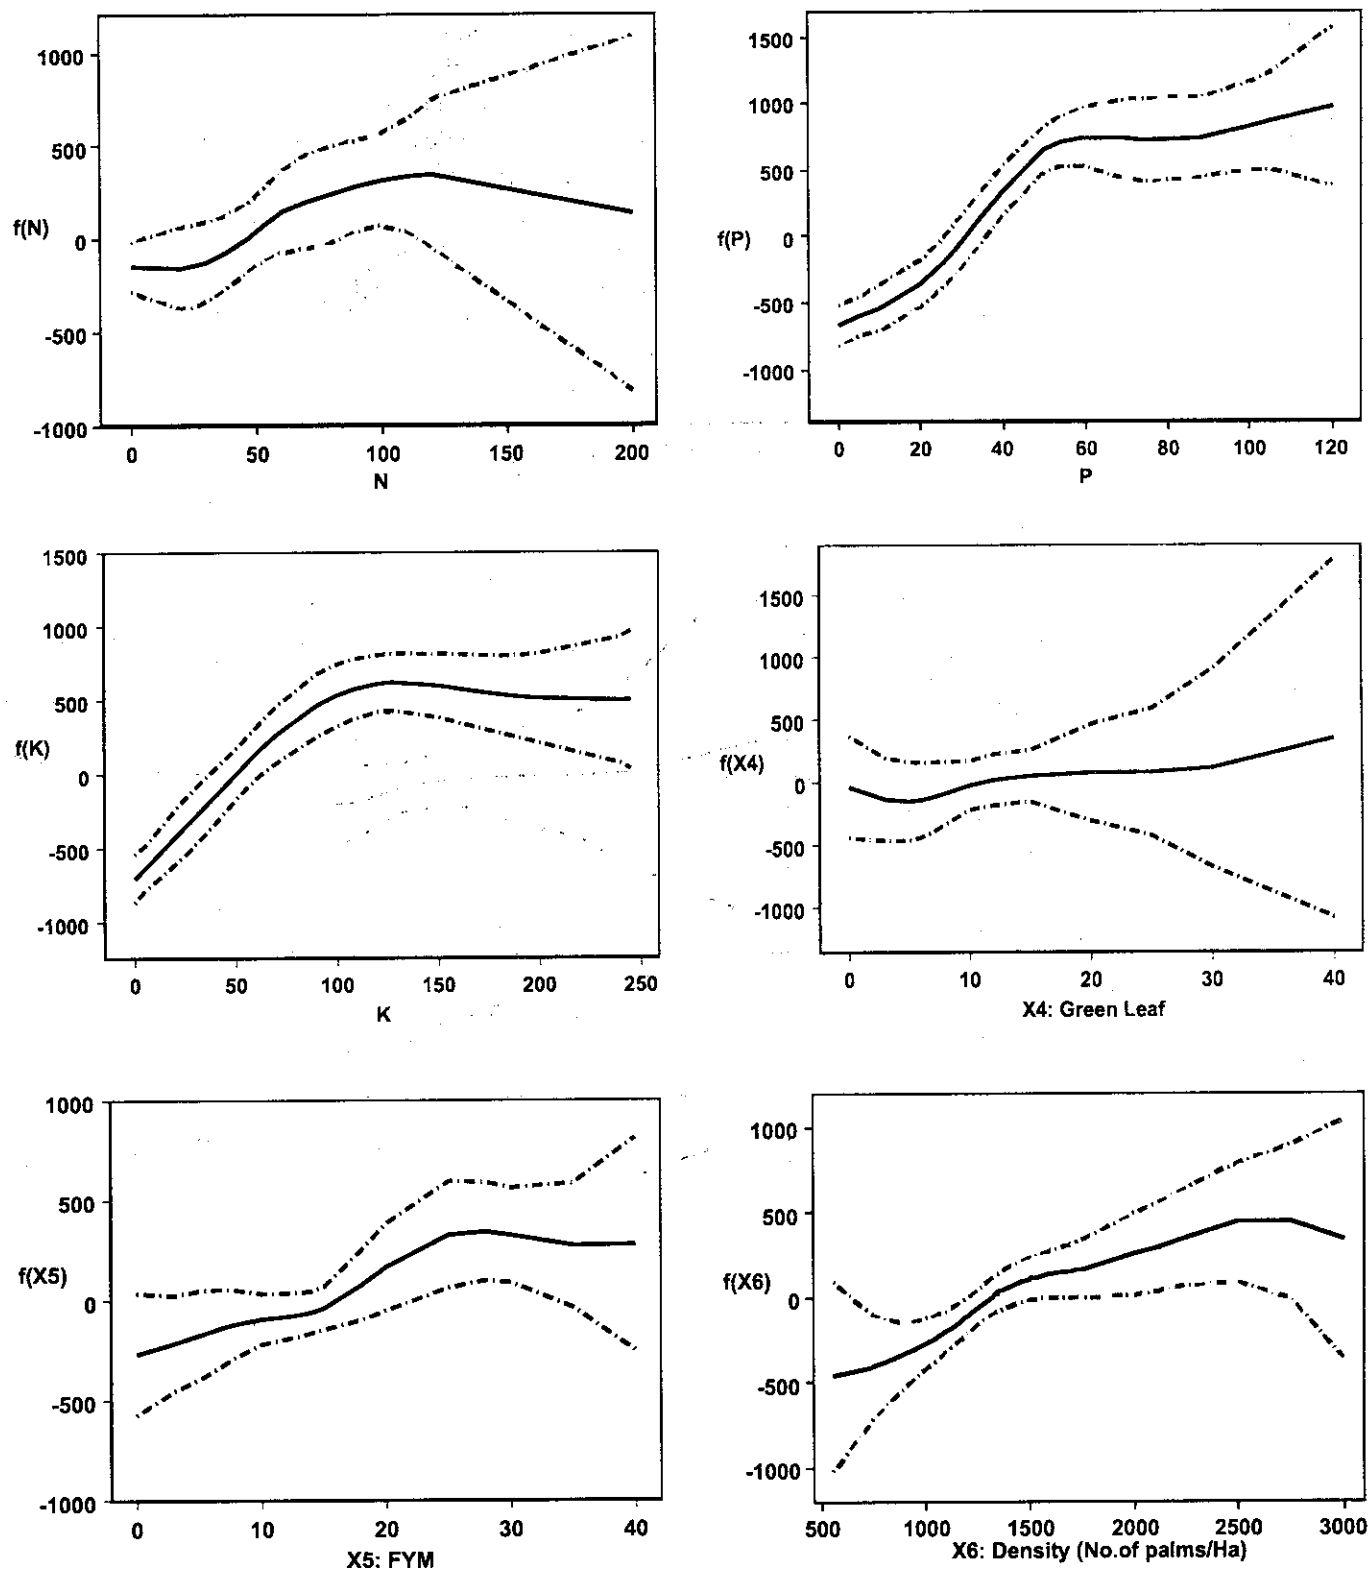 1000
500
f(N)
0
-500
-1000
0 50 100 150 200
N
1500
1000
500
f(P)
0
-500
-1000
0 20 40 60 80 100 120
P
1500
1000
500
f(K)
0
-500
-1000
0 50 100 150 200 250
K
1500
1000
500
f(X4)
0
-500
-1000
0 10 20 30 40
X4: Green Leaf
1000
500
f(X5)
0
-500
-1000
0 10 20 30 40
X5: FYM
1000
500
f(X6)
0
-500
-1000
500 1000 1500 2000 2500 3000
X6: Density (No.of palms/Ha)